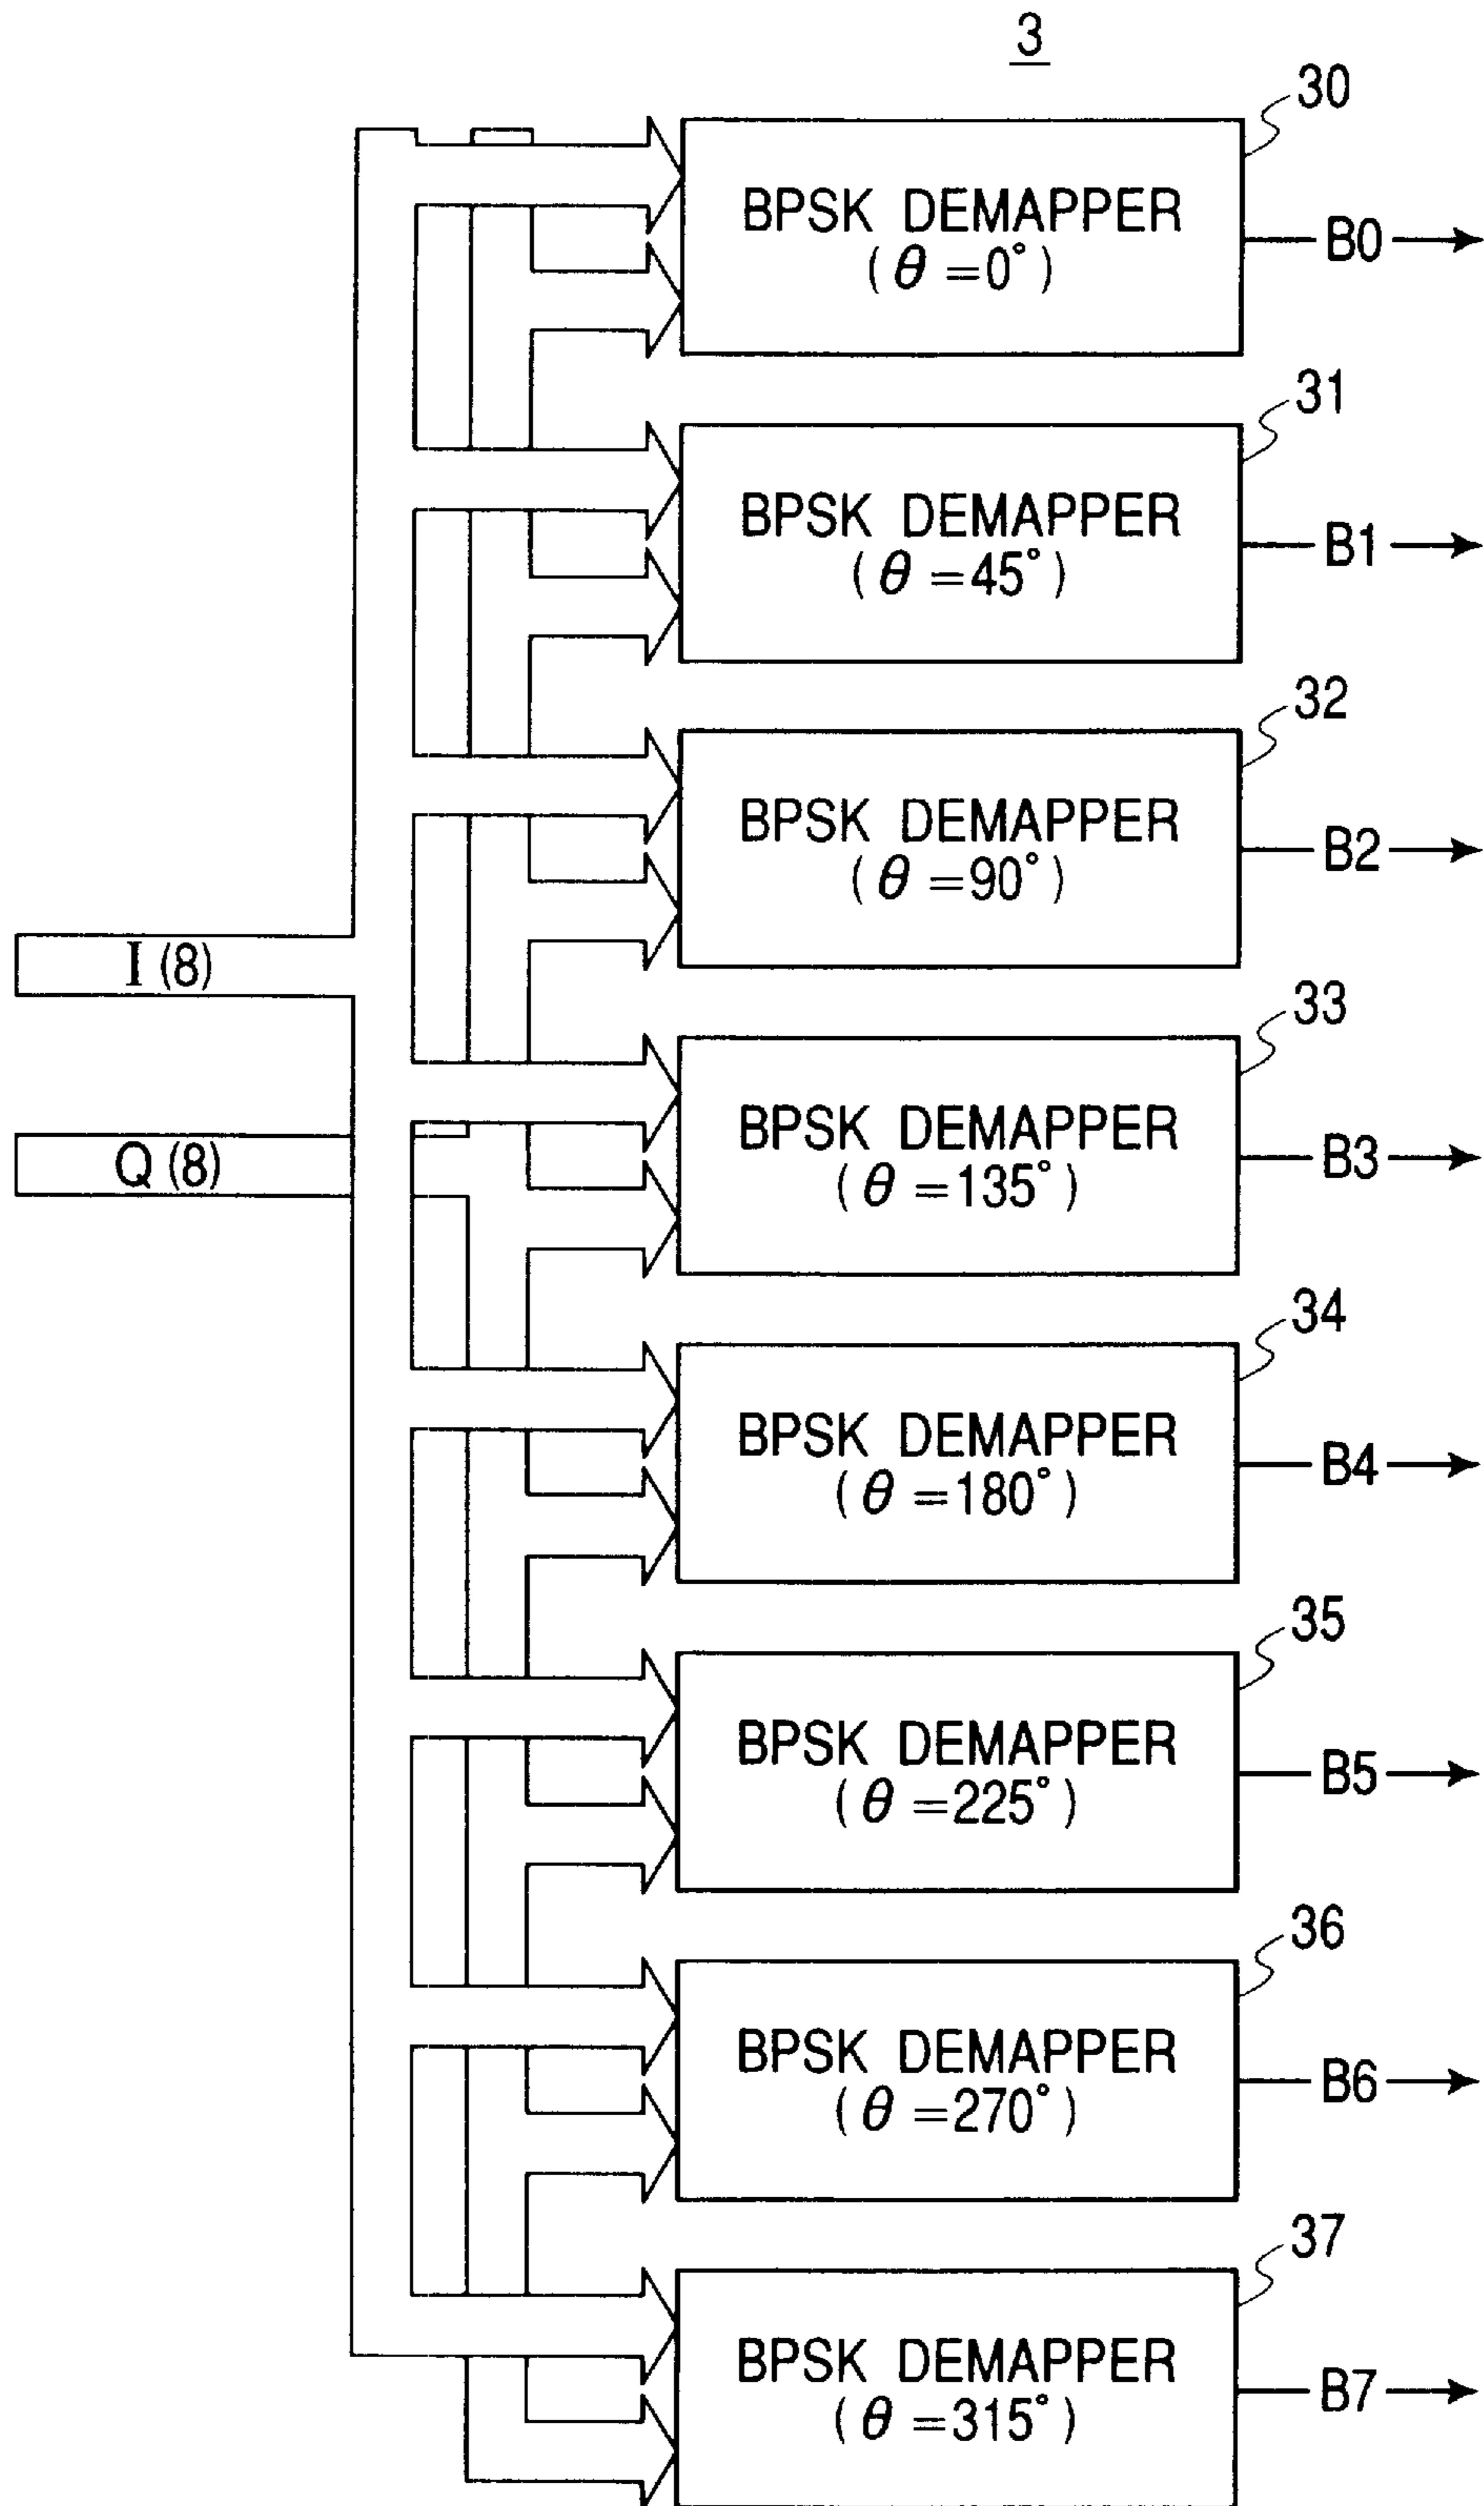 3
30
BPSK DEMAPPER
(θ=0°)
B0
31
BPSK DEMAPPER
(θ=45°)
B1
32
BPSK DEMAPPER
(θ=90°)
B2
I (8)
33
BPSK DEMAPPER
(θ=135°)
B3
Q (8)
34
BPSK DEMAPPER
(θ=180°)
B4
35
BPSK DEMAPPER
(θ=225°)
B5
36
BPSK DEMAPPER
(θ=270°)
B6
37
BPSK DEMAPPER
(θ=315°)
B7